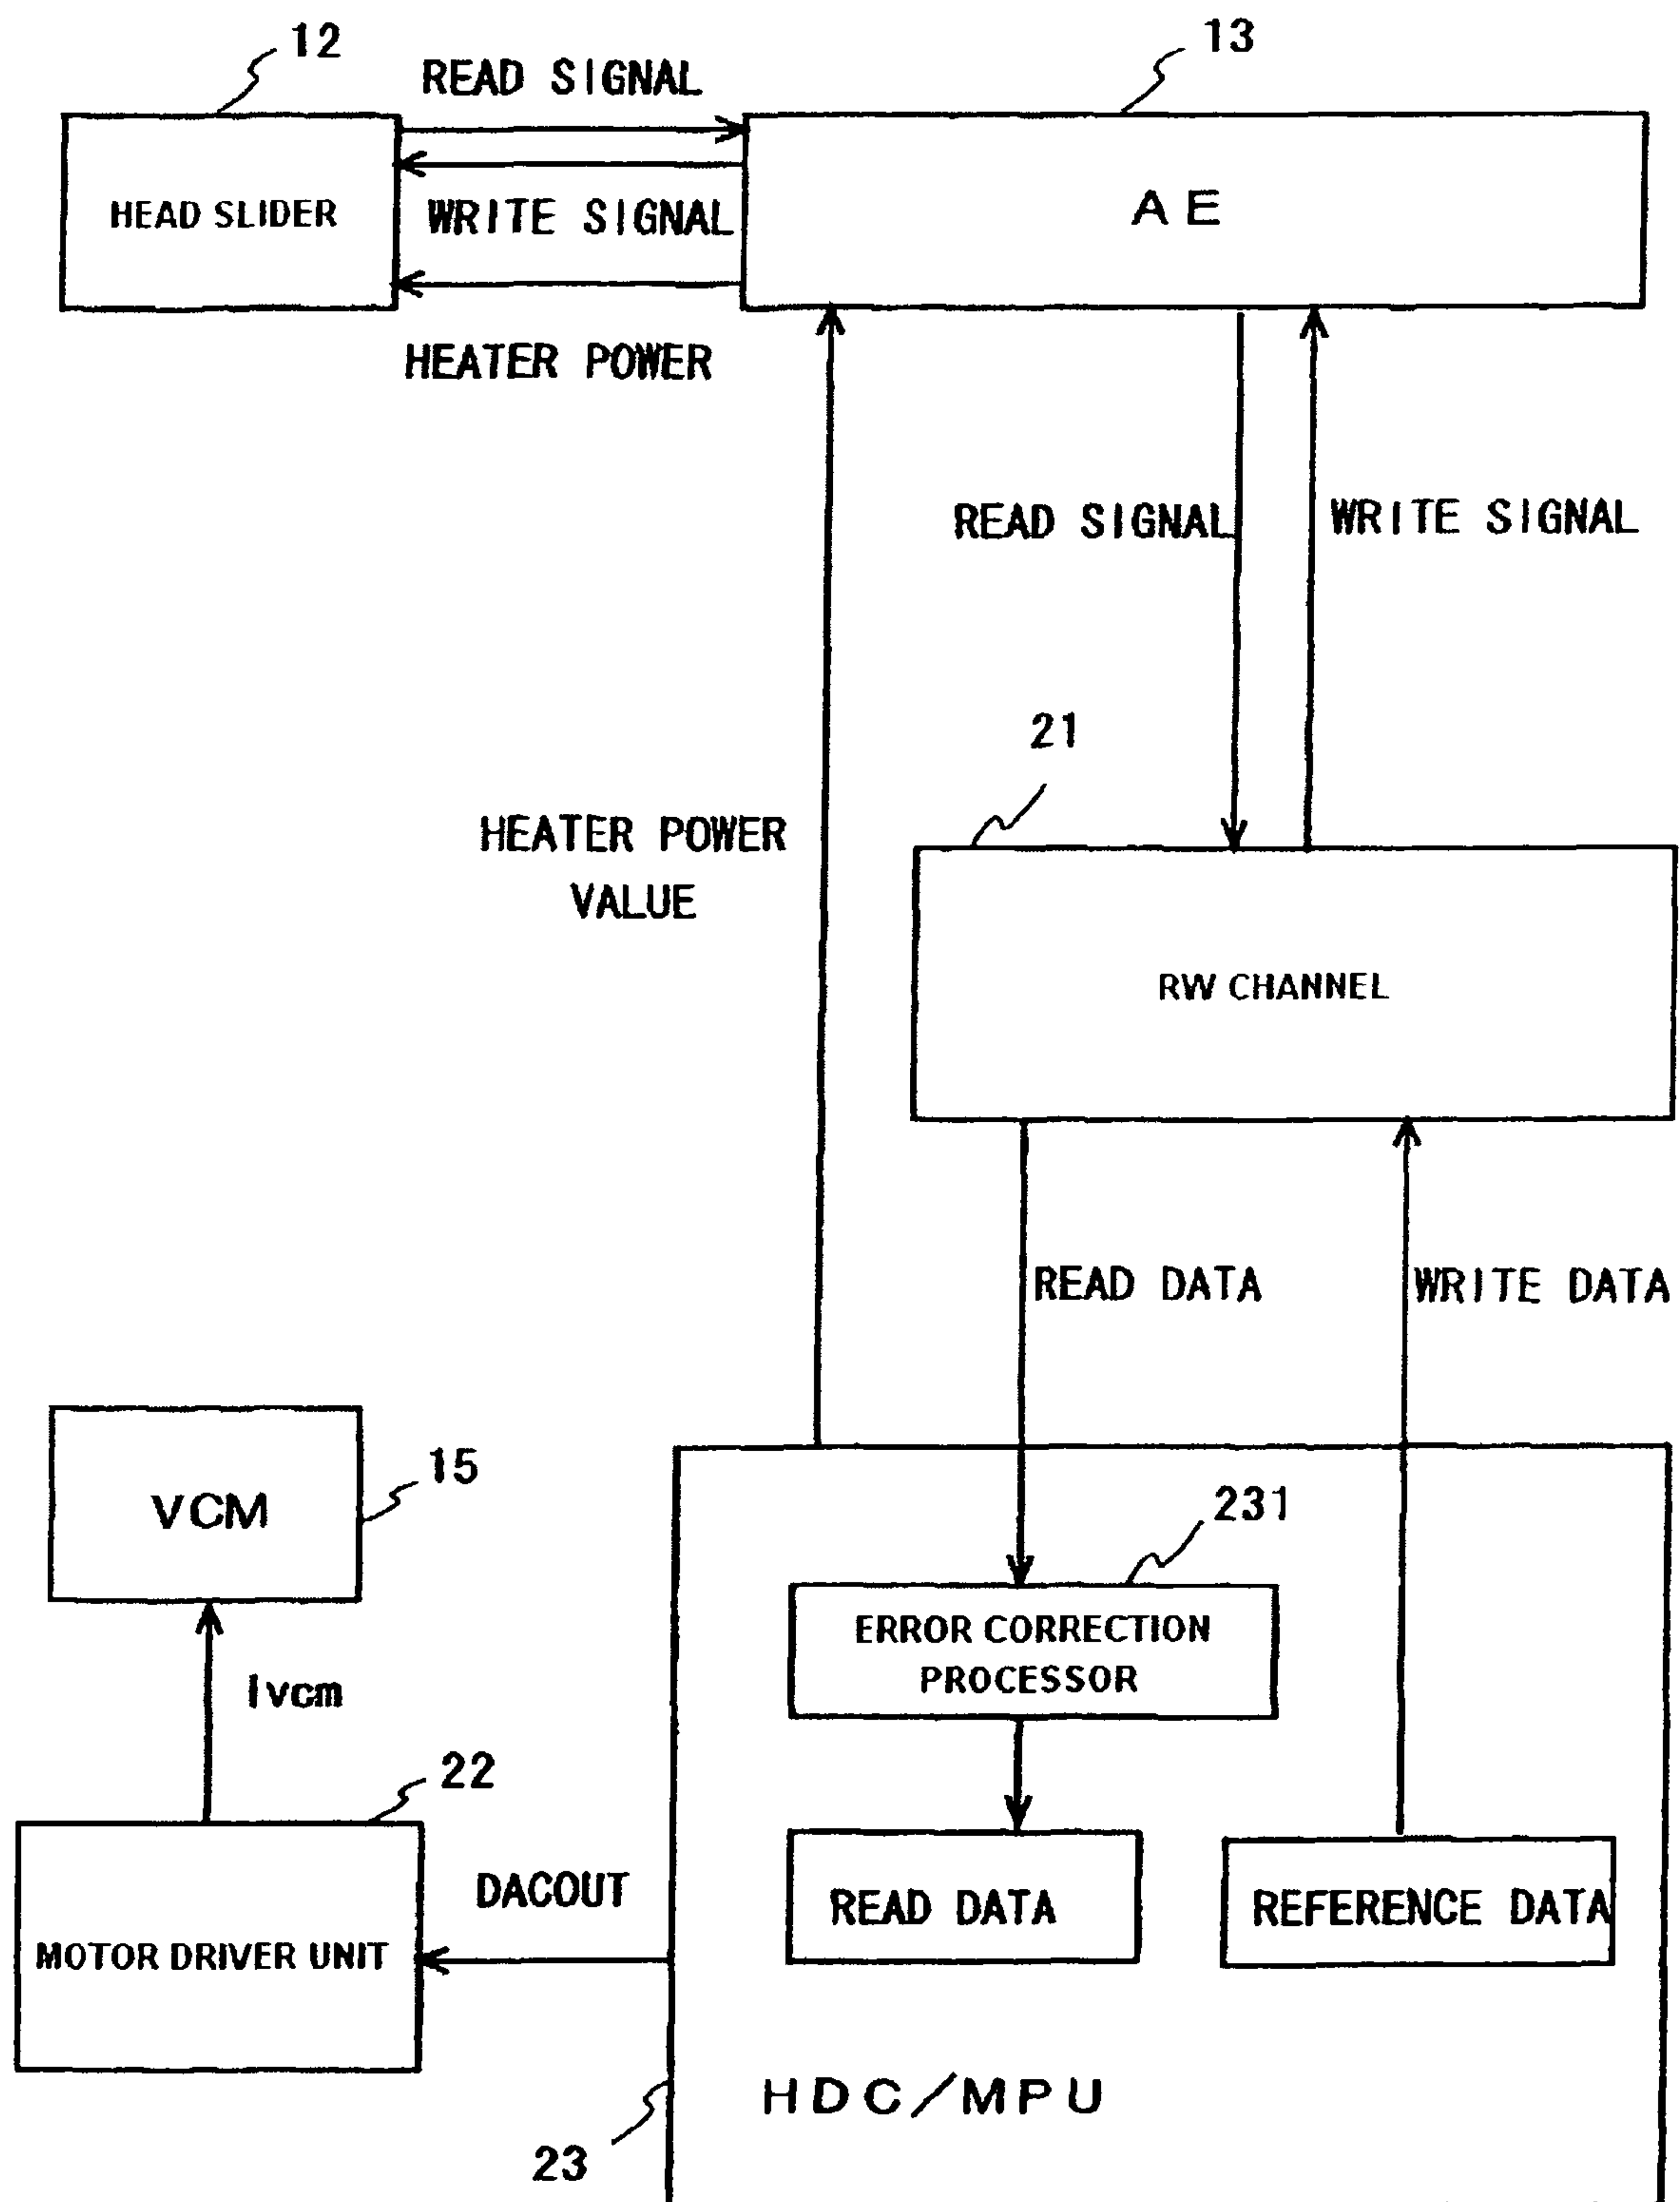 12
13
READ SIGNAL
HEAD SLIDER
WRITE SIGNAL
AE
HEATER POWER
READ SIGNAL
WRITE SIGNAL
21
HEATER POWER
VALUE
RW CHANNEL
READ DATA
WRITE DATA
VCM
15
231
ERROR CORRECTION
PROCESSOR
Ivcm
22
MOTOR DRIVER UNIT
DACOUT
READ DATA
REFERENCE DATA
HDC/MPU
23